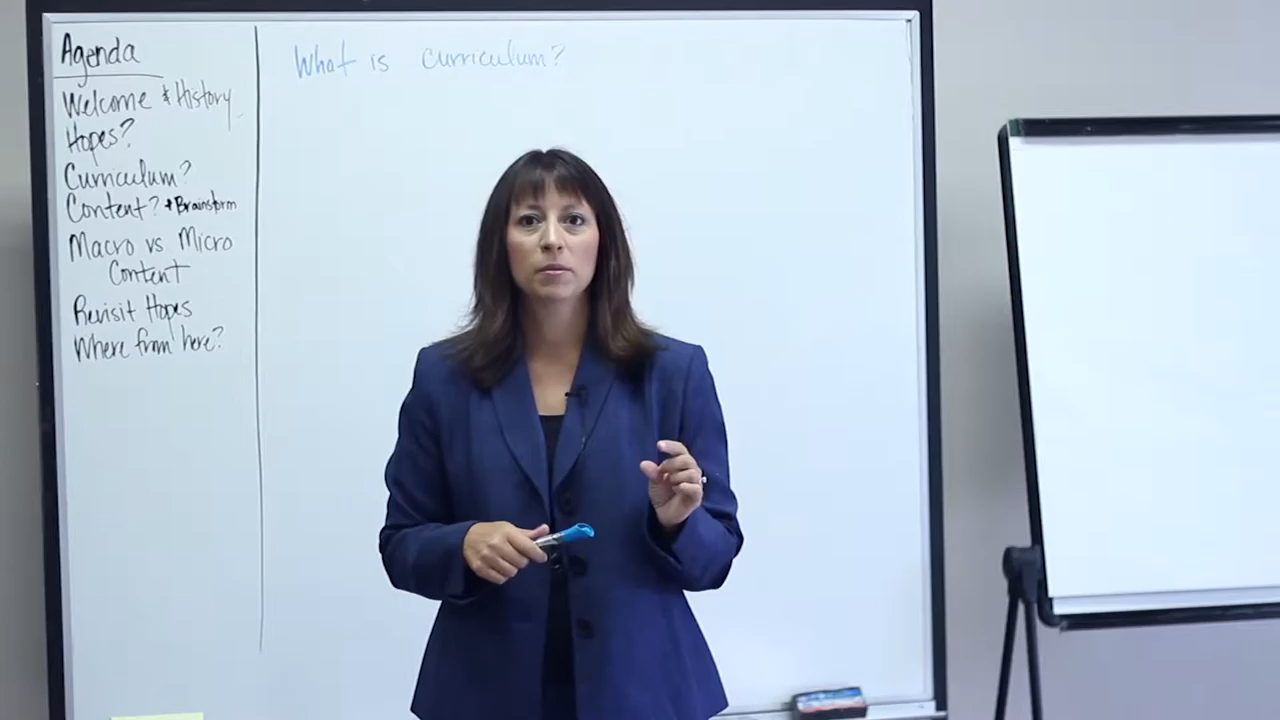 Agenda
Welcome & History
Hopes?
Curriculum?
Content? + Brainstorm
Macro vs Micro
Content
Revisit Hopes
Where from here?
What is curriculum?